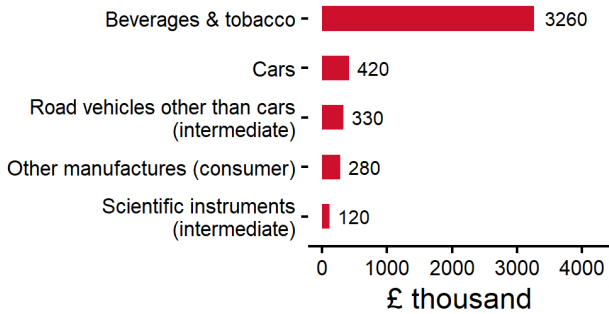 Beverages & tobacco
3260
Cars
420
Road vehicles other than cars
(intermediate)
330
Other manufactures (consumer)
280
Scientific instruments
(intermediate)
120
0 1000 2000 3000 4000
£ thousand